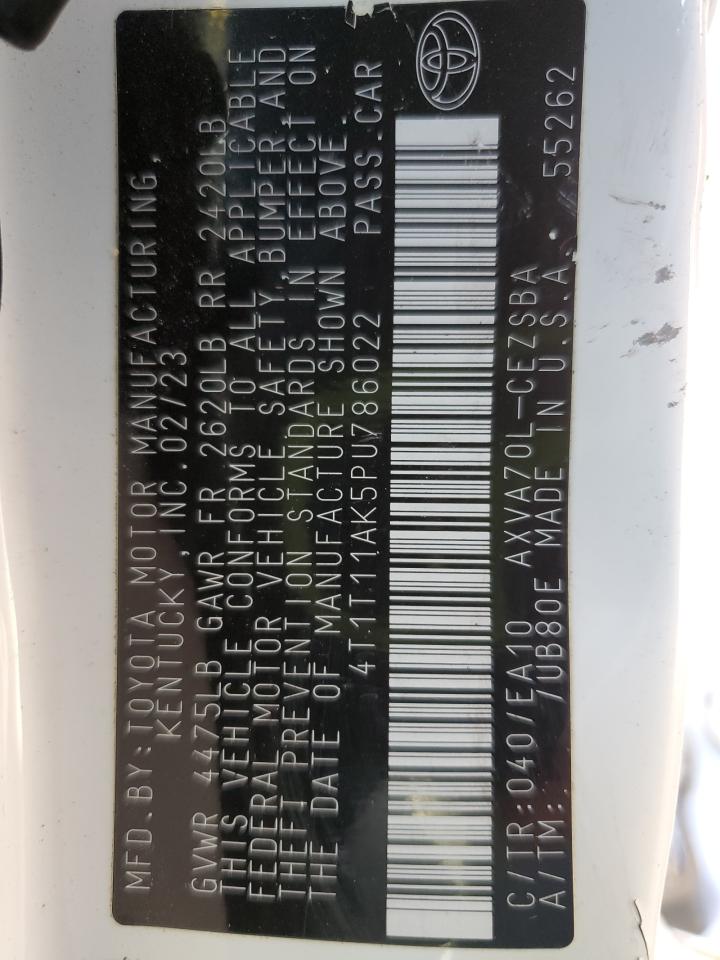 MFD.BY:TOYOTA MOTOR MANUFACTURING,
KENTUCKY,INC.02/23
GVWR 4475LB GAWR FR 2620LB RR 2420LB
THIS VEHICLE CONFORMS TO ALL APPLICABLE
FEDERAL MOTOR VEHICLE SAFETY, BUMPER,AND
THEFT PREVENTION STANDARDS IN EFFECT ON
THE DATE OF MANUFACTURE SHOWN ABOVE.
4T1T11AK5PU786022 PASS.CAR
C/TR:040/EA10 AXVA70L-CEZSBA
A/TM: /UB80E MADE IN U.S.A. 55262